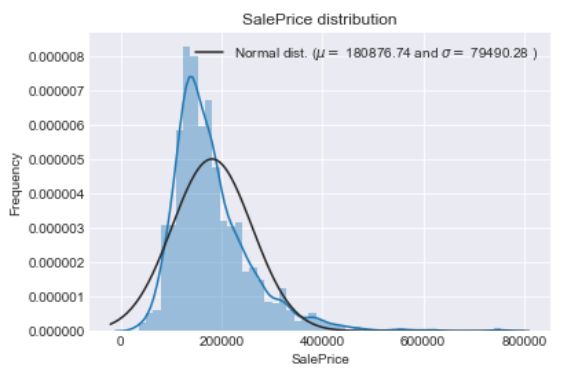 SalePrice distribution
Normal dist. (μ = 180876.74 and σ = 79490.28 )
0.000008
0.000007
0.000006
0.000005
0.000004
0.000003
0.000002
0.000001
0.000000
Frequency
0 200000 400000 600000 800000
SalePrice